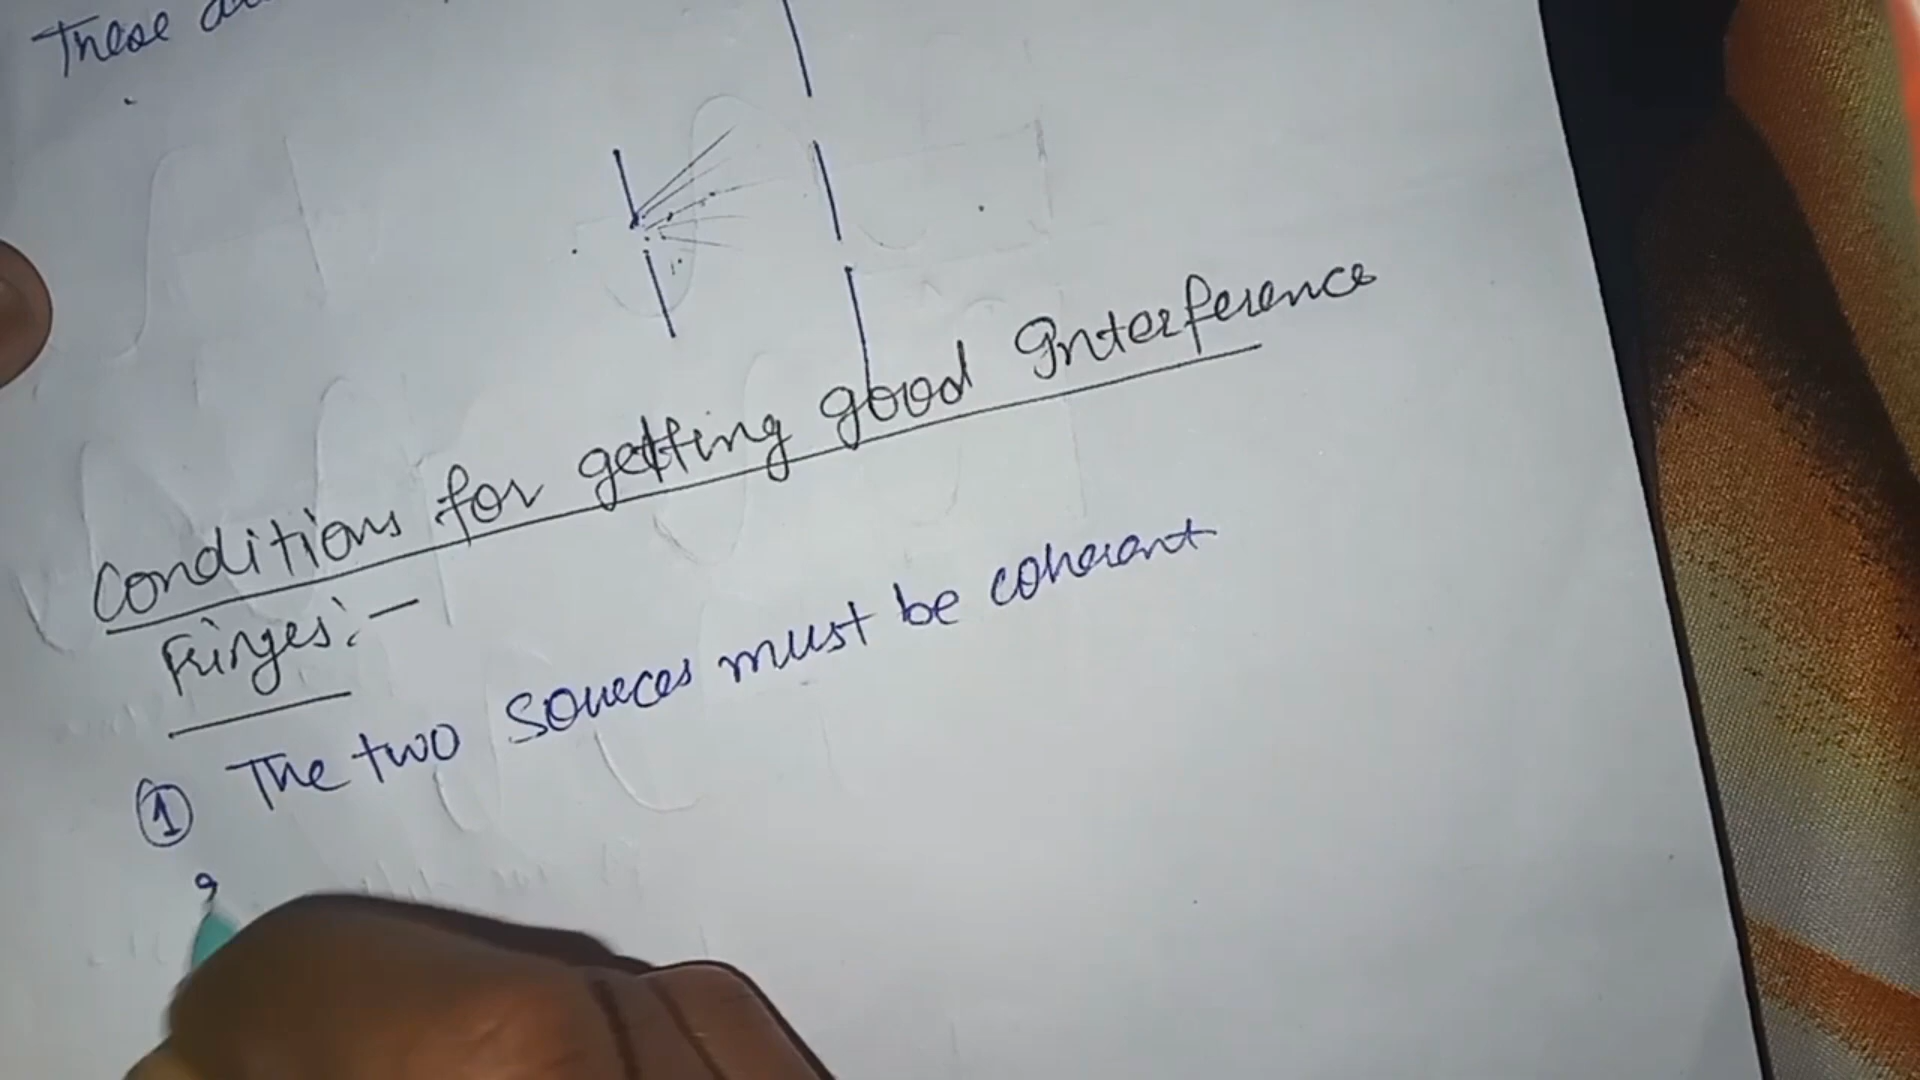 These
Conditions for getting good Interference
Fringes:-
① The two sources must be coherent